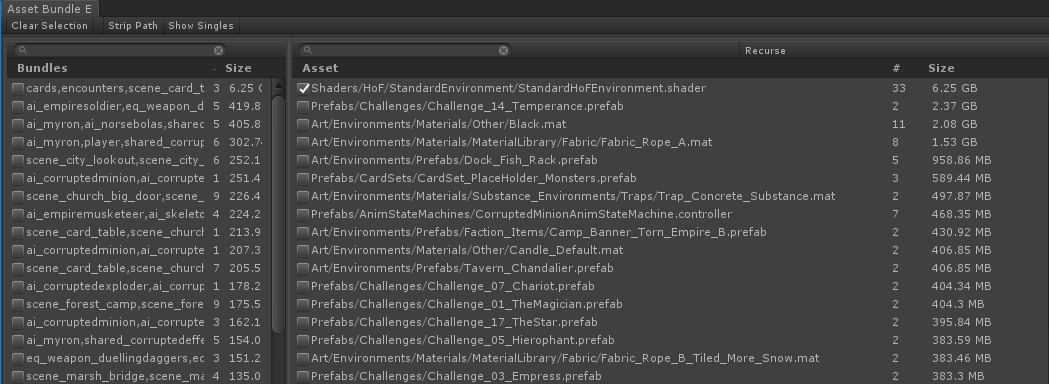 Asset Bundle E
Clear Selection Strip Path Show Singles
Recurse
Bundles Size Asset # Size
cards,encounters,scene_card_t 3 6.25 G Shaders/HoF/StandardEnvironment/StandardHoFEnvironment.shader 33 6.25 GB
ai_empiresoldier,eq_weapon_d 5 419.8 Prefabs/Challenges/Challenge_14_Temperance.prefab 2 2.37 GB
ai_myron,ai_norsebolas,shared 5 405.8 Art/Environments/Materials/Other/Black.mat 11 2.08 GB
ai_myron,player,shared_corrup 6 302.74 Art/Environments/Materials/MaterialLibrary/Fabric/Fabric_Rope_A.mat 8 1.53 GB
scene_city_lookout,scene_city_ 6 252.1 Art/Environments/Prefabs/Dock_Fish_Rack.prefab 5 958.86 MB
ai_corruptedminion,ai_corrupte 1 251.4 Prefabs/CardSets/CardSet_PlaceHolder_Monsters.prefab 3 589.44 MB
scene_church_big_door,scene_ 9 226.4 Art/Environments/Materials/Substance_Environments/Traps/Trap_Concrete_Substance.mat 2 497.87 MB
ai_empiremusketeer,ai_skeleto 4 224.2 Prefabs/AnimStateMachines/CorruptedMinionAnimStateMachine.controller 7 468.35 MB
scene_card_table,scene_church 1 213.9 Art/Environments/Prefabs/Faction_Items/Camp_Banner_Torn_Empire_B.prefab 2 430.92 MB
ai_corruptedminion,ai_corrupte 1 207.3 Art/Environments/Materials/Other/Candle_Default.mat 2 406.85 MB
scene_card_table,scene_church 7 205.5 Art/Environments/Prefabs/Tavern_Chandalier.prefab 2 406.85 MB
ai_corruptedexploder,ai_corrup 1 178.2 Prefabs/Challenges/Challenge_07_Chariot.prefab 2 404.34 MB
scene_forest_camp,scene_fore 9 175.5 Prefabs/Challenges/Challenge_01_TheMagician.prefab 2 404.3 MB
ai_corruptedminion,ai_corrupte 3 162.1 Prefabs/Challenges/Challenge_17_TheStar.prefab 2 395.84 MB
ai_myron,shared_corruptedeffe 5 154.0 Prefabs/Challenges/Challenge_05_Hierophant.prefab 2 383.59 MB
eq_weapon_duellingdaggers,ec 3 151.2 Art/Environments/Materials/MaterialLibrary/Fabric/Fabric_Rope_B_Tiled_More_Snow.mat 2 383.46 MB
scene_marsh_bridge,scene_ma 4 135.0 Prefabs/Challenges/Challenge_03_Empress.prefab 2 383.3 MB